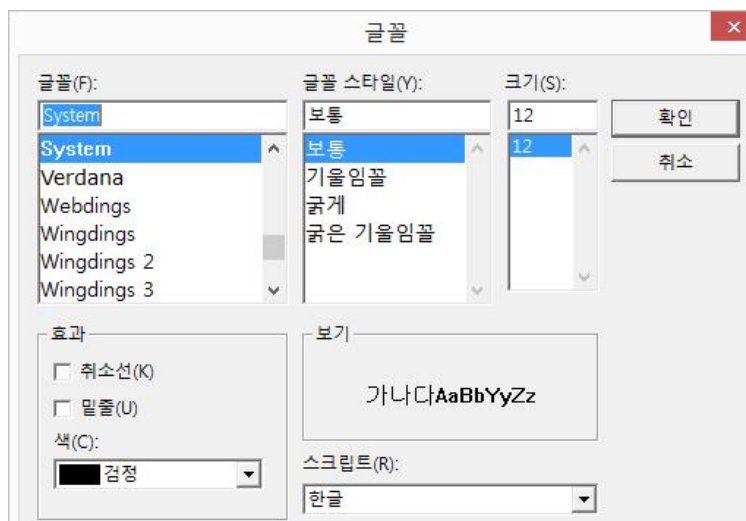 글꼴
글꼴(F):
System
System
Verdana
Webdings
Wingdings
Wingdings 2
Wingdings 3
글꼴 스타일(Y):
보통
보통
기울임꼴
굵게
굵은 기울임꼴
크기(S):
12
12
확인
취소
효과
취소선(K)
밑줄(U)
색(C):
검정
보기
가나다AaBbYyZz
스크립트(R):
한글